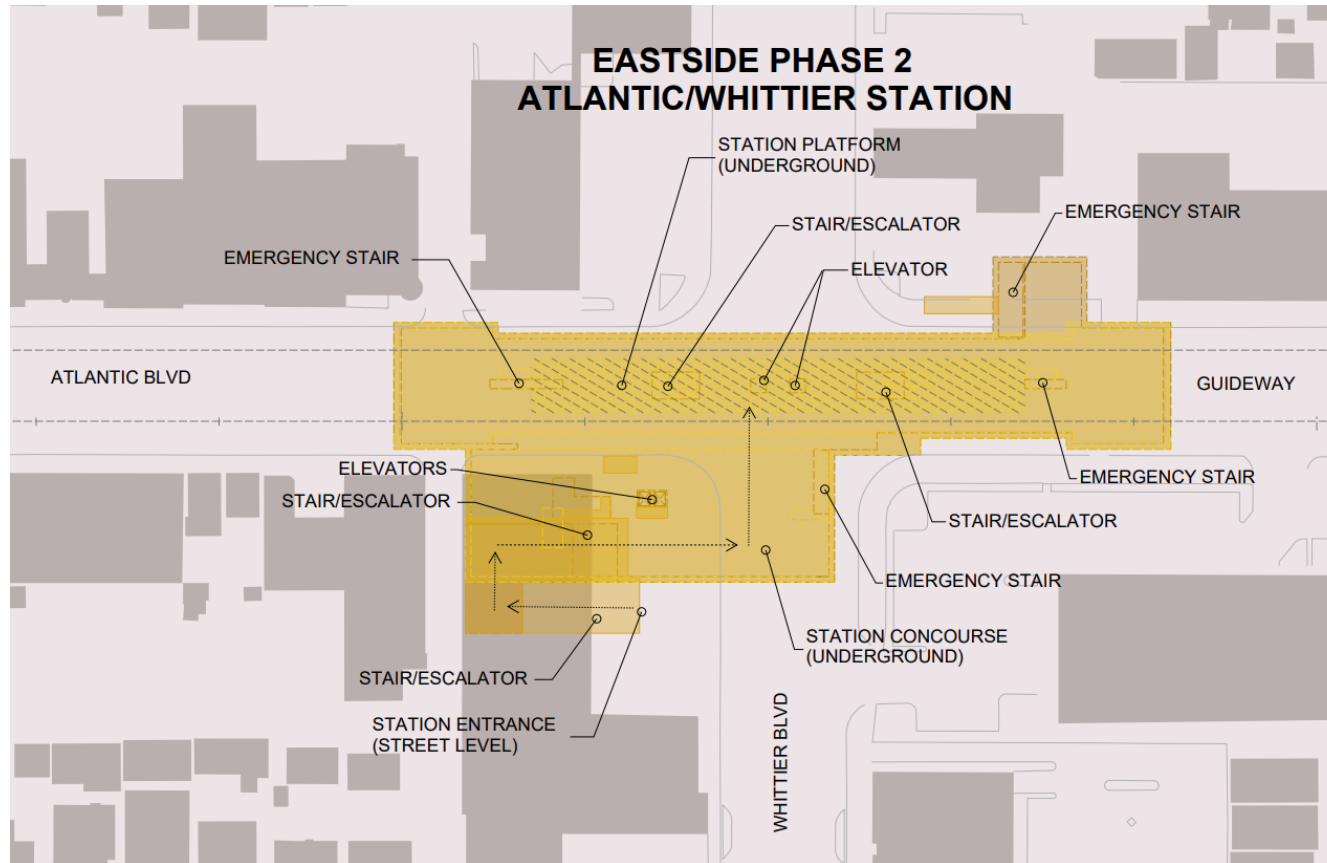 EASTSIDE PHASE 2
ATLANTIC/WHITTIER STATION
STATION PLATFORM
(UNDERGROUND)
EMERGENCY STAIR
STAIR/ESCALATOR
EMERGENCY STAIR
ELEVATOR
ATLANTIC BLVD
GUIDEWAY
ELEVATORS
EMERGENCY STAIR
STAIR/ESCALATOR
STAIR/ESCALATOR
EMERGENCY STAIR
STATION CONCOURSE
(UNDERGROUND)
STAIR/ESCALATOR
STATION ENTRANCE
(STREET LEVEL)
WHITTIER BLVD